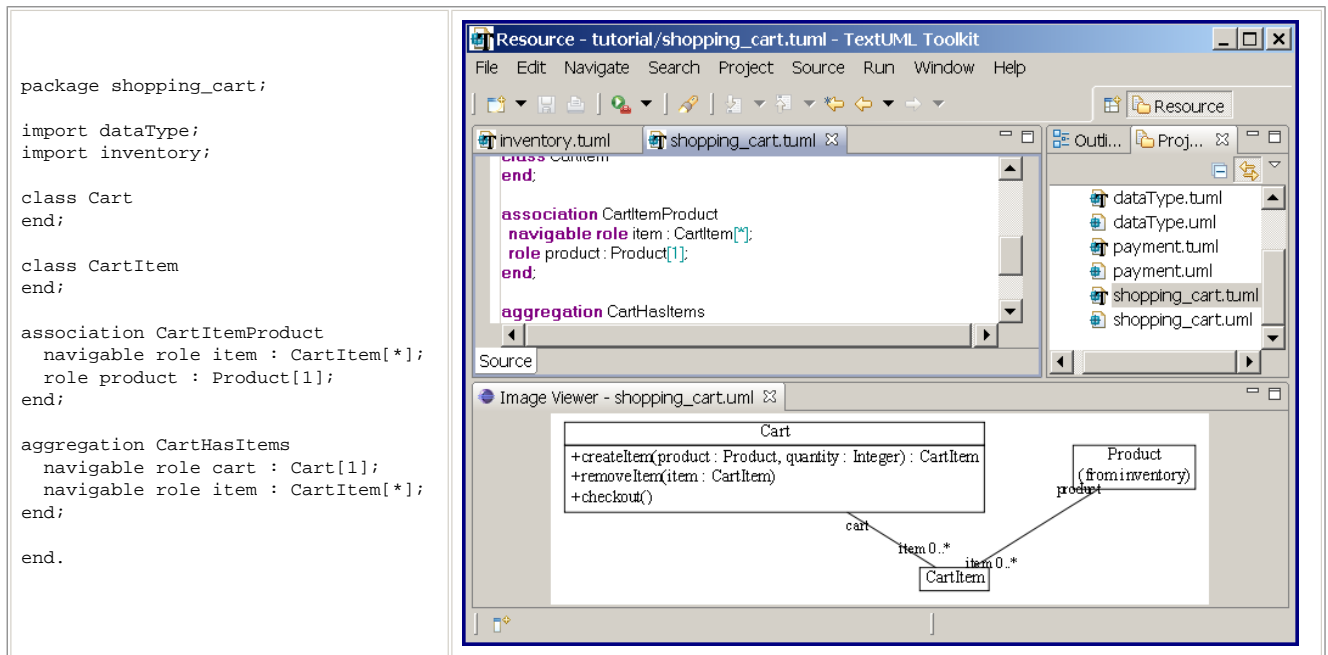 package shopping_cart;
import dataType;
import inventory;
class Cart
end;
class CartItem
end;
association CartItemProduct
navigable role item : CartItem[*];
role product : Product[1];
end;
aggregation CartHasItems
navigable role cart : Cart[1];
navigable role item : CartItem[*];
end;
end.
Resource - tutorial/shopping_cart.tuml - TextUML Toolkit
File Edit Navigate Search Project Source Run Window Help
Resource
inventory.tuml shopping_cart.tuml
Outli... Proj...
class CartItem
end;
association CartItemProduct
navigable role item : CartItem[*];
role product : Product[1];
end;
aggregation CartHasItems
Source
dataType.tuml
dataType.uml
payment.tuml
payment.uml
shopping_cart.tuml
shopping_cart.uml
Image Viewer - shopping_cart.uml
Cart
+createItem(product : Product, quantity : Integer) : CartItem
+removeItem(item : CartItem)
+checkout()
Product
(from inventory)
product
cart
item 0..*
item 0..*
CartItem